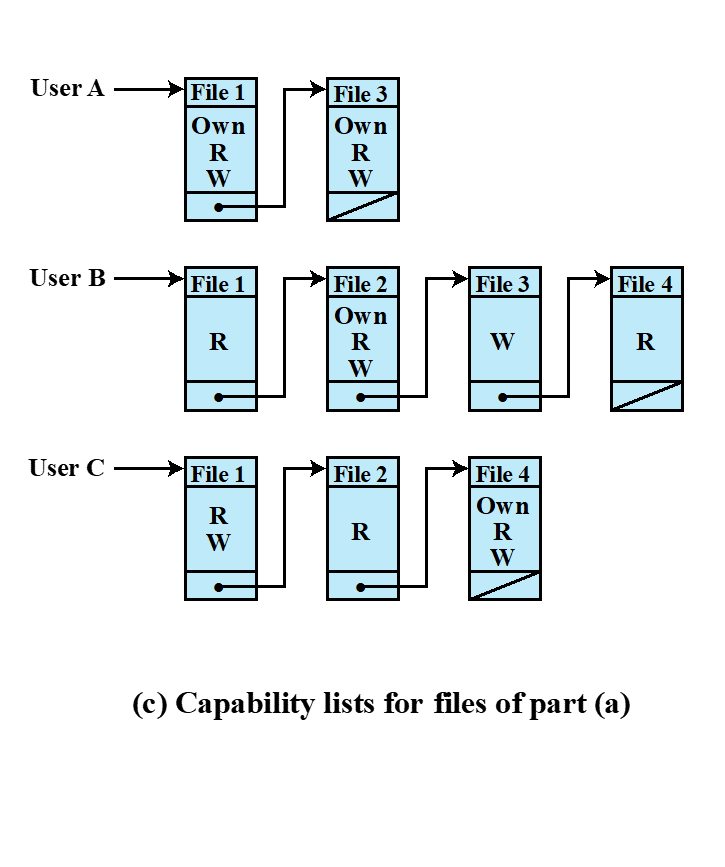 User A
File 1
Own
R
W
File 3
Own
R
W
User B
File 1
R
File 2
Own
R
W
File 3
W
File 4
R
User C
File 1
R
W
File 2
R
File 4
Own
R
W
(c) Capability lists for files of part (a)